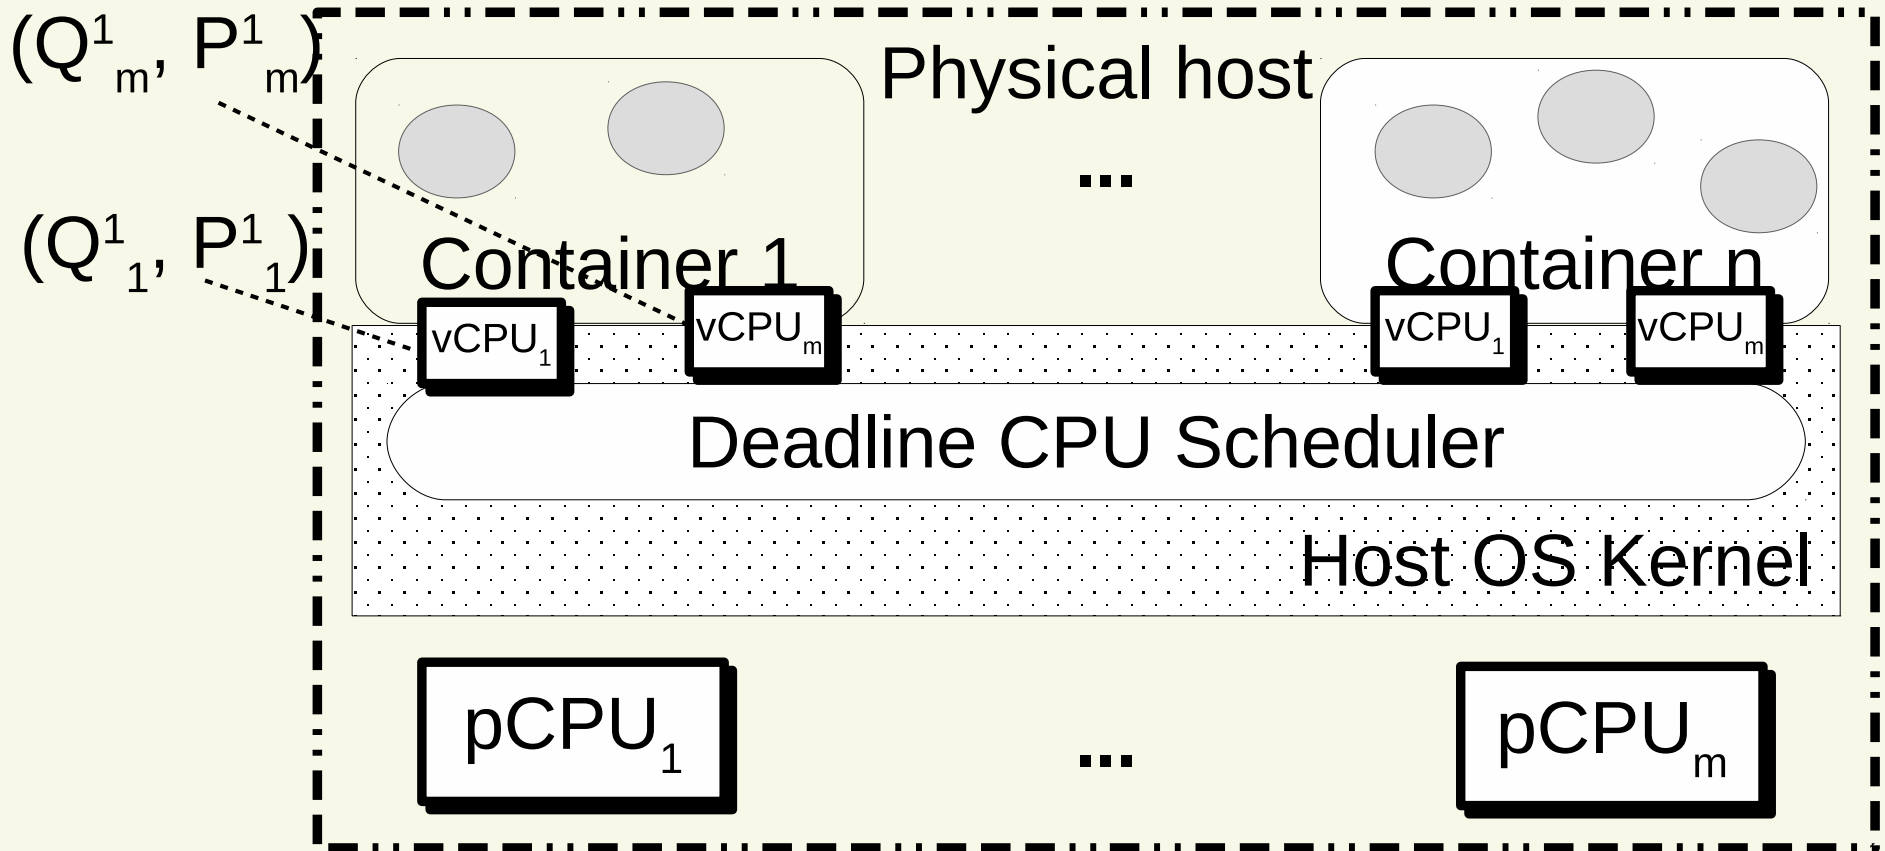 (Q¹ₘ, P¹ₘ)
Physical host
...
(Q¹₁, P¹₁)
Container 1
Container n
vCPU₁
vCPUₘ
vCPU₁
vCPUₘ
Deadline CPU Scheduler
Host OS Kernel
pCPU₁
...
pCPUₘ